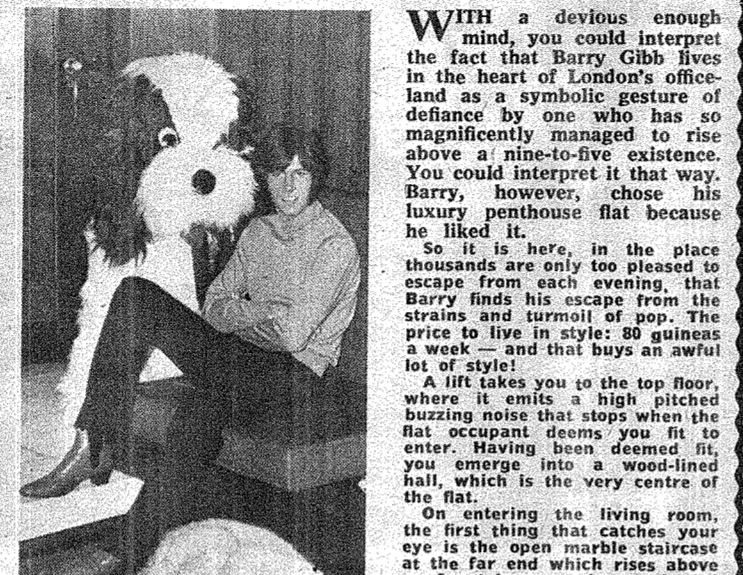 WITH a devious enough
mind, you could interpret
the fact that Barry Gibb lives
in the heart of London's office-
land as a symbolic gesture of
defiance by one who has so
magnificently managed to rise
above a nine-to-five existence.
You could interpret it that way.
Barry, however, chose his
luxury penthouse flat because
he liked it.
So it is here, in the place
thousands are only too pleased to
escape from each evening, that
Barry finds his escape from the
strains and turmoil of pop. The
price to live in style: 80 guineas
a week — and that buys an awful
lot of style!
A lift takes you to the top floor,
where it emits a high pitched
buzzing noise that stops when the
flat occupant deems you fit to
enter. Having been deemed fit,
you emerge into a wood-lined
hall, which is the very centre of
the flat.
On entering the living room,
the first thing that catches your
eye is the open marble staircase
at the far end which rises above